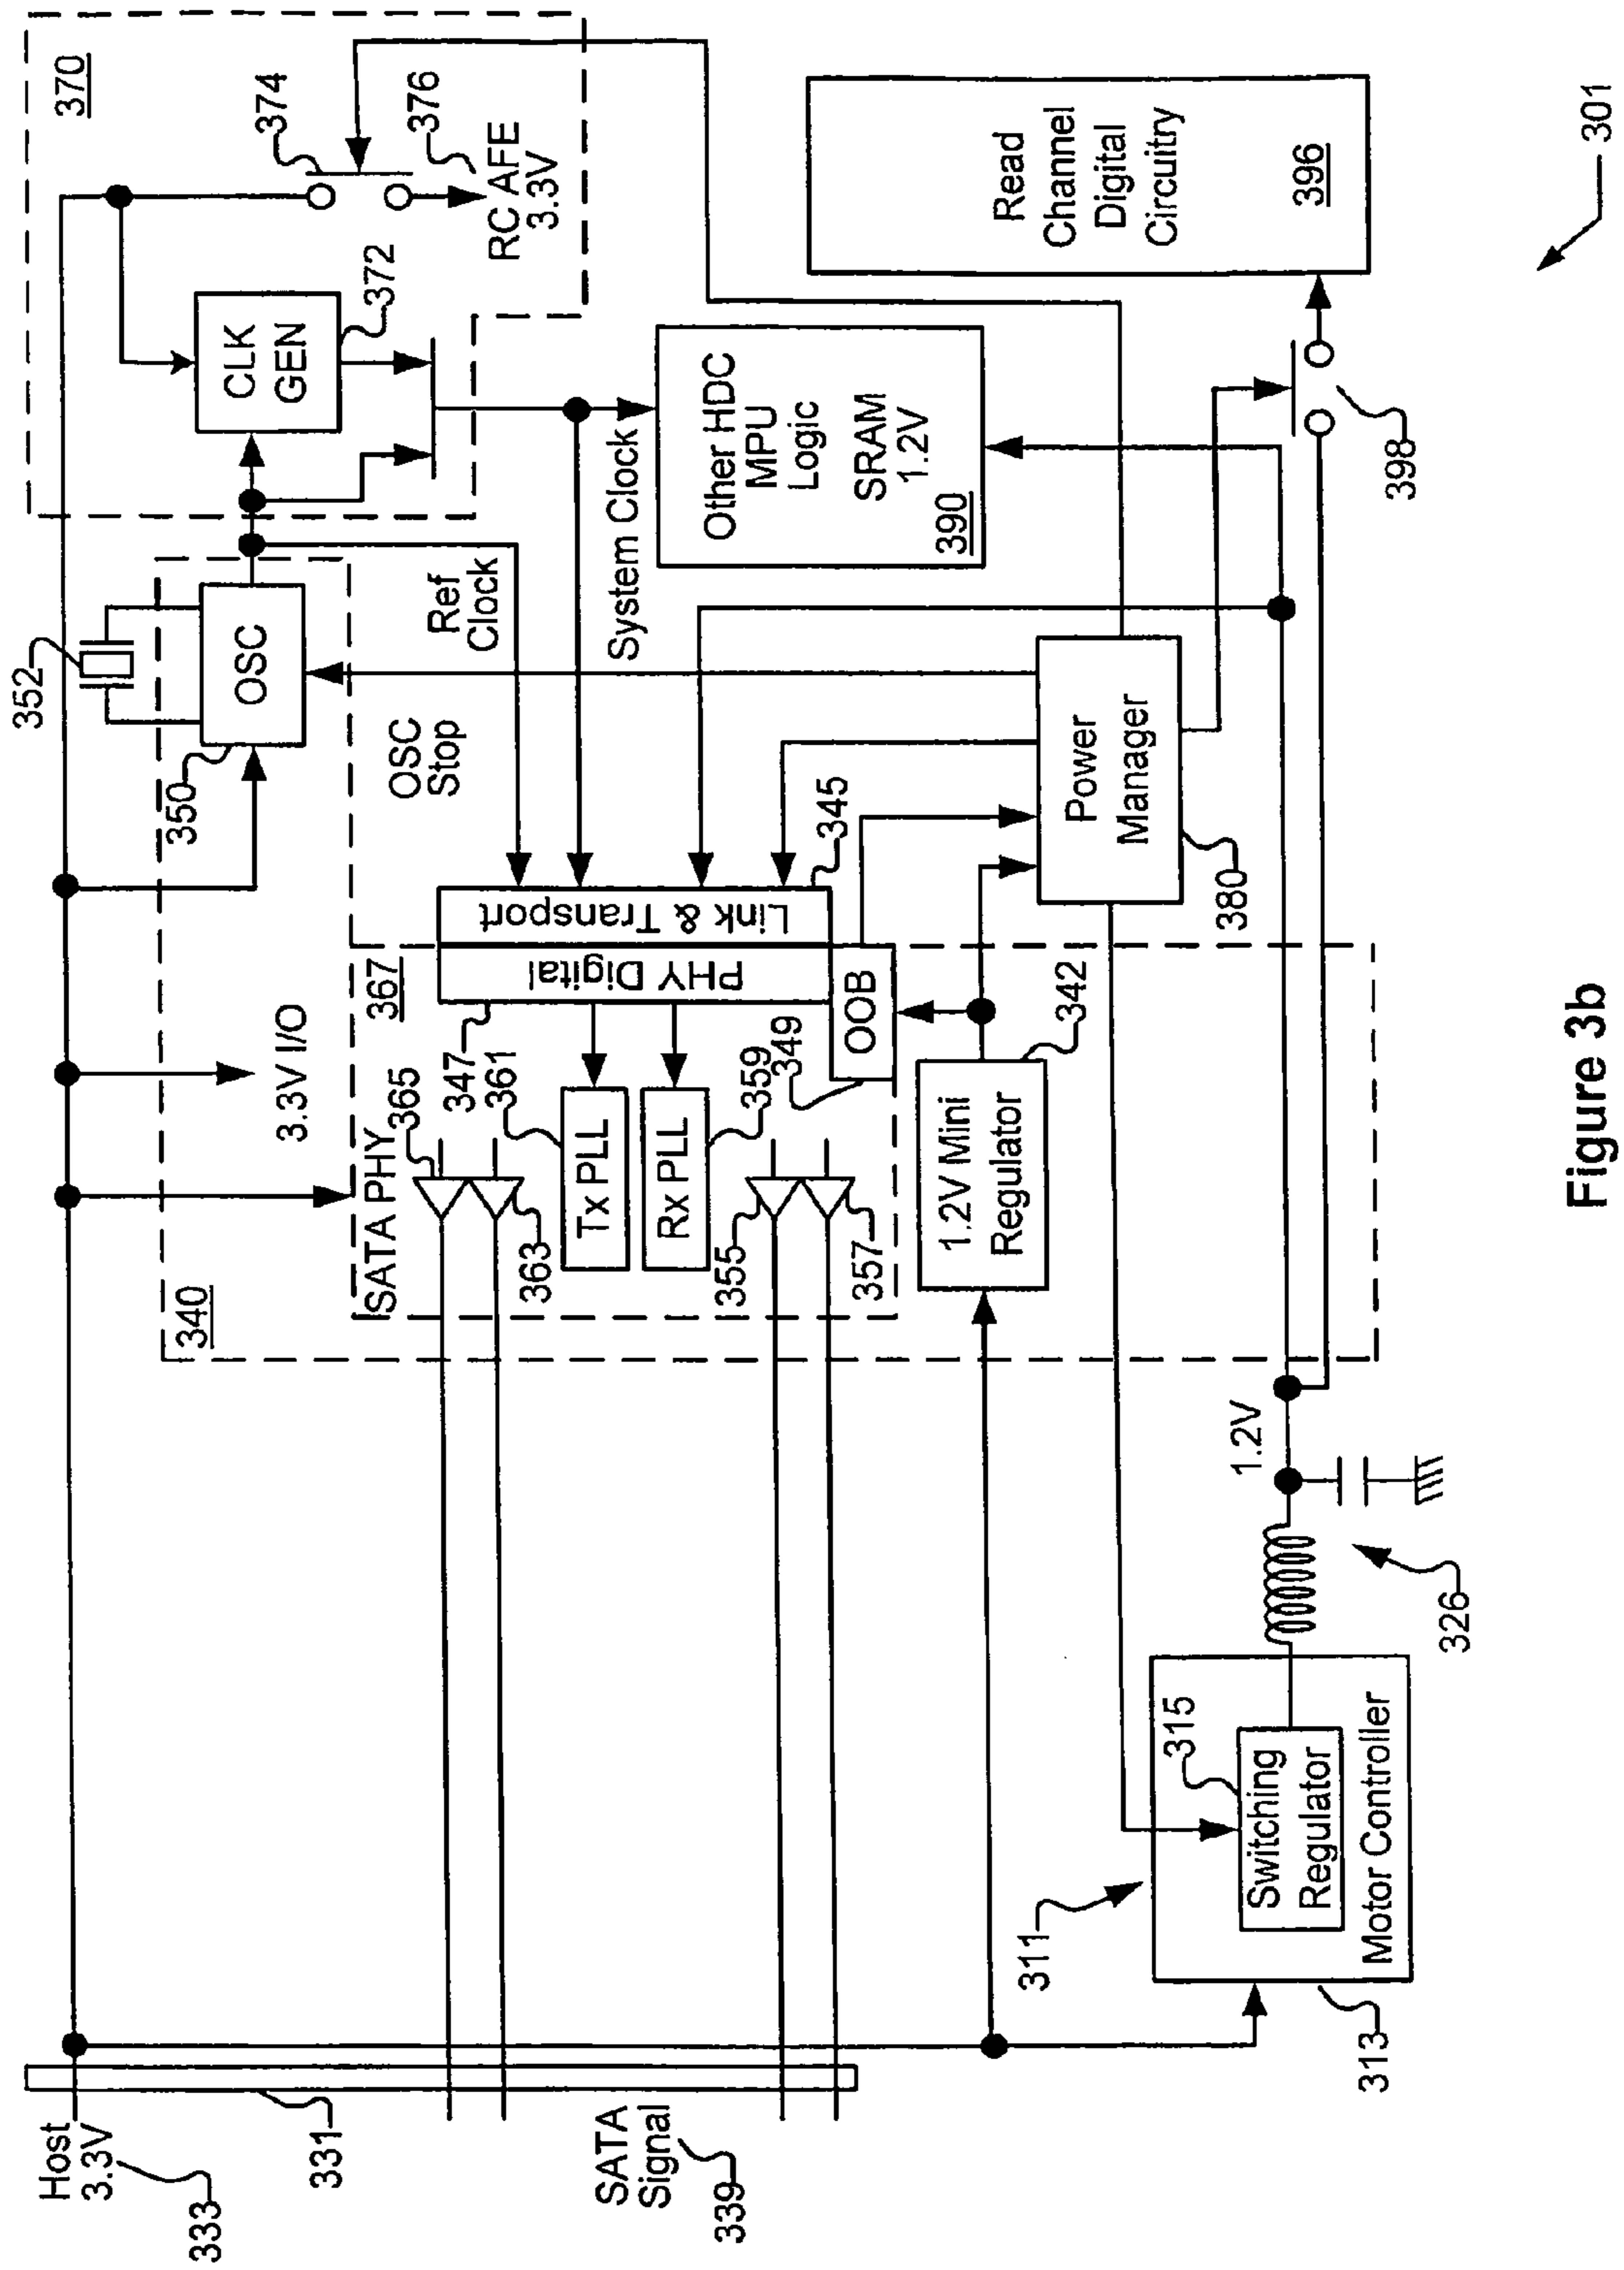 Host
3.3V
333
331
SATA
Signal
339
340
3.3V I/O
SATA PHY
367
365
363
347
361
Tx PLL
Rx PLL
359
349
355
357
PHY Digital
Link & Transport
345
OOB
1.2V Mini
Regulator
342
350
352
OSC
OSC
Stop
Ref
Clock
System Clock
370
CLK
GEN
372
374
376
RC AFE
3.3V
Other HDC
MPU
Logic
SRAM
1.2V
390
Power
Manager
380
Read
Channel
Digital
Circuitry
396
398
311
315
Switching
Regulator
Motor Controller
313
326
1.2V
301
Figure 3b